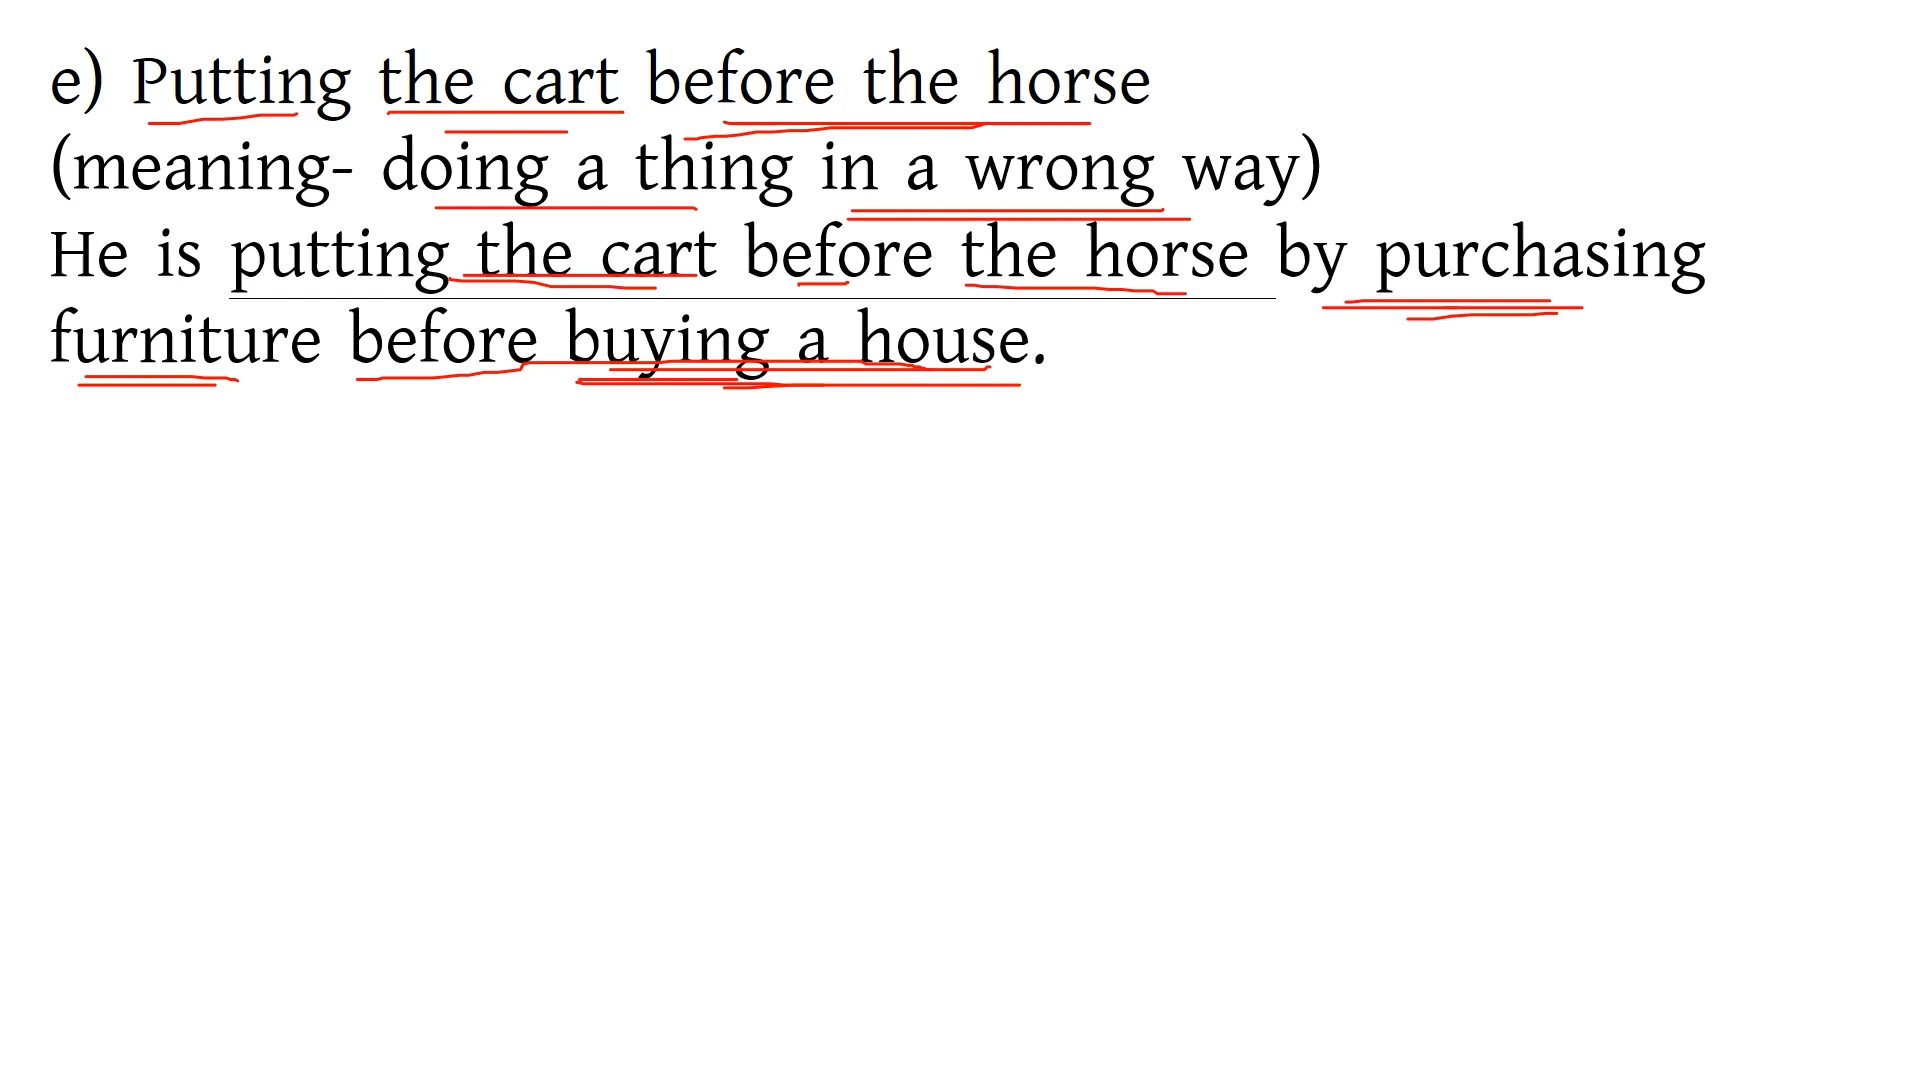 e) Putting the cart before the horse
(meaning- doing a thing in a wrong way)
He is putting the cart before the horse by purchasing
furniture before buying a house.